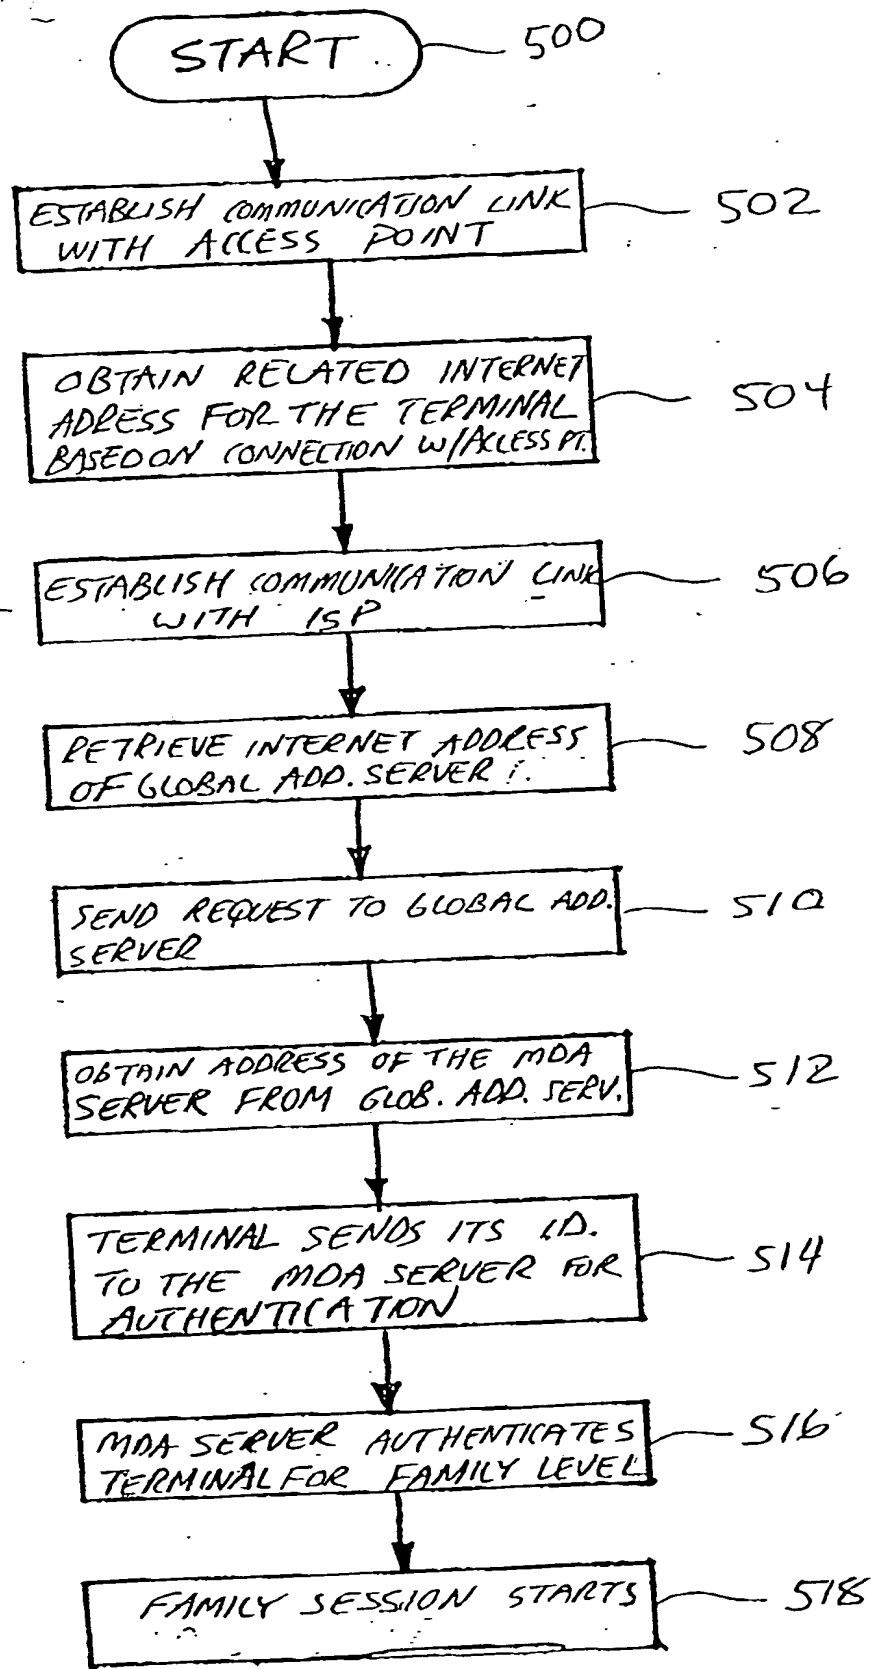 START
500
ESTABLISH COMMUNICATION LINK
WITH ACCESS POINT
502
OBTAIN RELATED INTERNET
ADRESS FOR THE TERMINAL
BASED ON CONNECTION W/ACCESS PT.
504
ESTABLISH COMMUNICATION LINK
WITH ISP
506
RETRIEVE INTERNET ADDRESS
OF GLOBAL ADD. SERVER
508
SEND REQUEST TO GLOBAL ADD.
SERVER
510
OBTAIN ADDRESS OF THE MDA
SERVER FROM GLOB. ADD. SERV.
512
TERMINAL SENDS ITS ID.
TO THE MDA SERVER FOR
AUTHENTICATION
514
MDA SERVER AUTHENTICATES
TERMINAL FOR FAMILY LEVEL
516
FAMILY SESSION STARTS
518